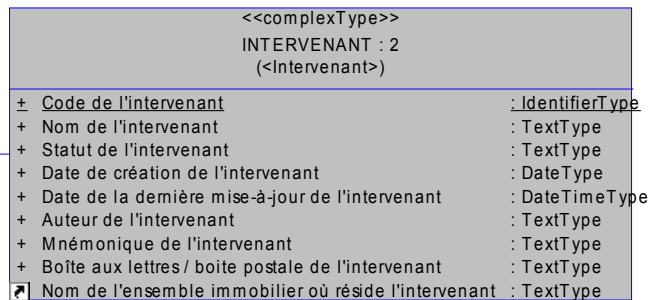 <<complexType>>
INTERVENANT : 2
(<Intervenant>)
+ Code de l'intervenant : IdentifierType
+ Nom de l'intervenant : TextType
+ Statut de l'intervenant : TextType
+ Date de création de l'intervenant : DateType
+ Date de la dernière mise-à-jour de l'intervenant : DateTimeType
+ Auteur de l'intervenant : TextType
+ Mnémonique de l'intervenant : TextType
+ Boîte aux lettres / boite postale de l'intervenant : TextType
Nom de l'ensemble immobilier où réside l'intervenant : TextType